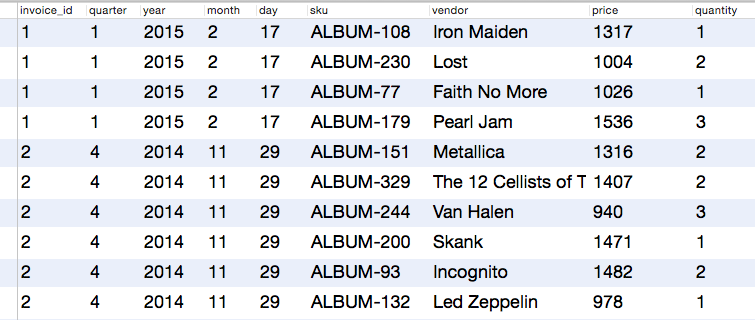 invoice_id quarter year month day sku vendor price quantity
1 1 2015 2 17 ALBUM-108 Iron Maiden 1317 1
1 1 2015 2 17 ALBUM-230 Lost 1004 2
1 1 2015 2 17 ALBUM-77 Faith No More 1026 1
1 1 2015 2 17 ALBUM-179 Pearl Jam 1536 3
2 4 2014 11 29 ALBUM-151 Metallica 1316 2
2 4 2014 11 29 ALBUM-329 The 12 Cellists of T 1407 2
2 4 2014 11 29 ALBUM-244 Van Halen 940 3
2 4 2014 11 29 ALBUM-200 Skank 1471 1
2 4 2014 11 29 ALBUM-93 Incognito 1482 2
2 4 2014 11 29 ALBUM-132 Led Zeppelin 978 1